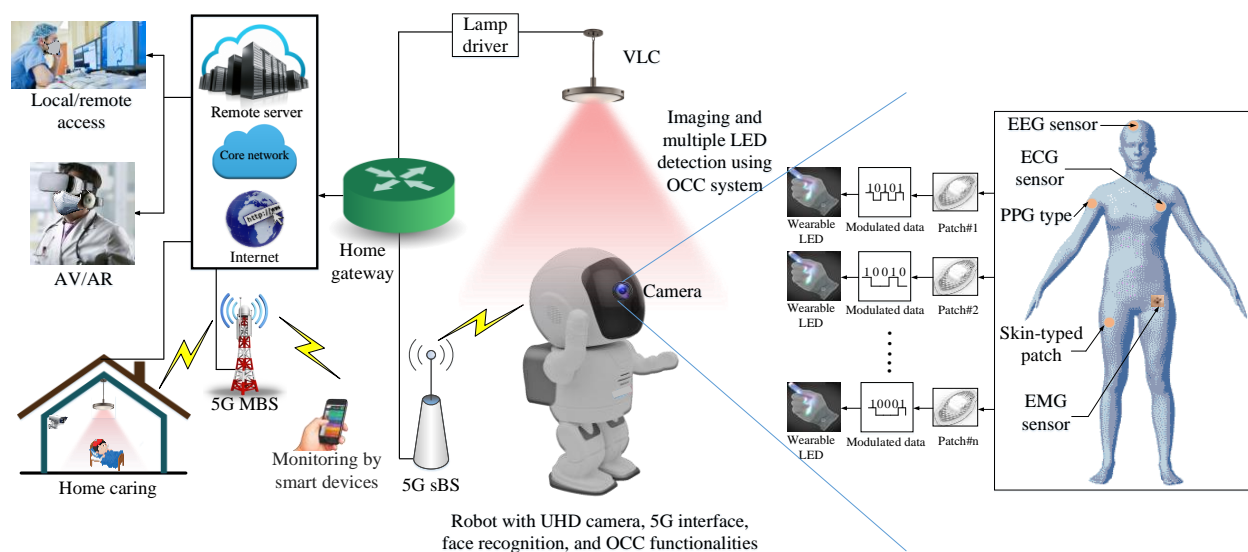 Local/remote
access
AV/AR
Remote server
Core network
http://
Internet
Home
gateway
Lamp
driver
VLC
Imaging and
multiple LED
detection using
OCC system
Camera
5G MBS
Home caring
Monitoring by
smart devices
5G sBS
Robot with UHD camera, 5G interface,
face recognition, and OCC functionalities
Wearable
LED
10101
Modulated data
Patch#1
Wearable
LED
10010
Modulated data
Patch#2
Wearable
LED
10001
Modulated data
Patch#n
EEG sensor
ECG
sensor
PPG type
Skin-typed
patch
EMG
sensor